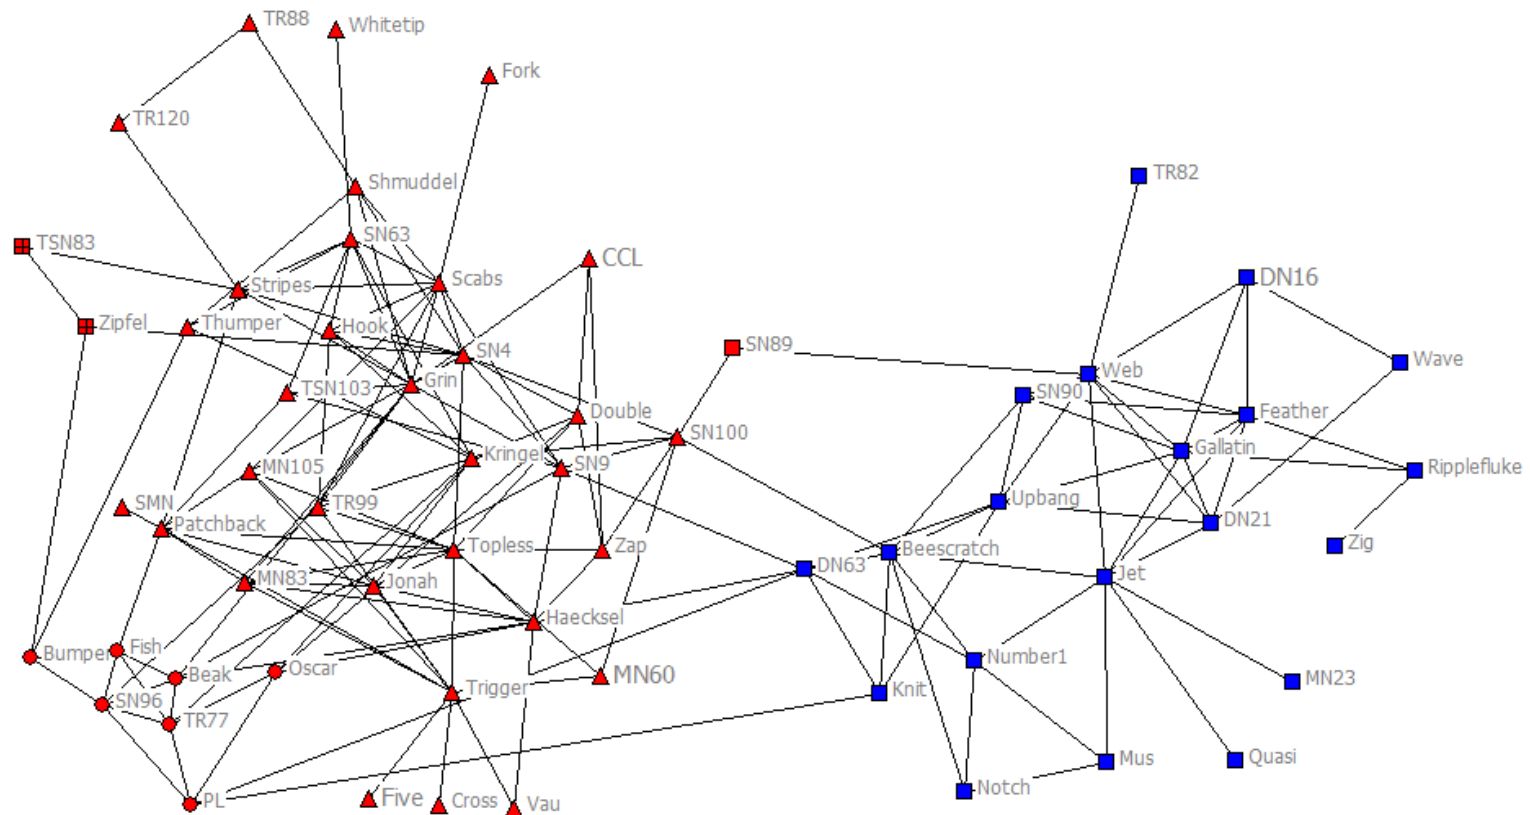 TR88
Whitetip
Fork
TR120
TR82
Shmuddel
SN63
TSN83
CCL
Scabs
DN16
Stripes
Zipfel
Thumper
Hook
SN4
SN89
Wave
Web
Grin
TSN103
SN90
Double
Feather
SN100
Gallatin
Kringel
SN9
MN105
Ripplefluke
Upbang
SMN
TR99
Patchback
DN21
Topless
Zap
Beescratch
Zig
DN63
MN83
Jonah
Jet
Haecksel
Bumper
Fish
Number1
Beak
Oscar
MN60
MN23
Trigger
Knit
SN96
TR77
Mus
Quasi
Notch
PL
Five
Cross
Vau